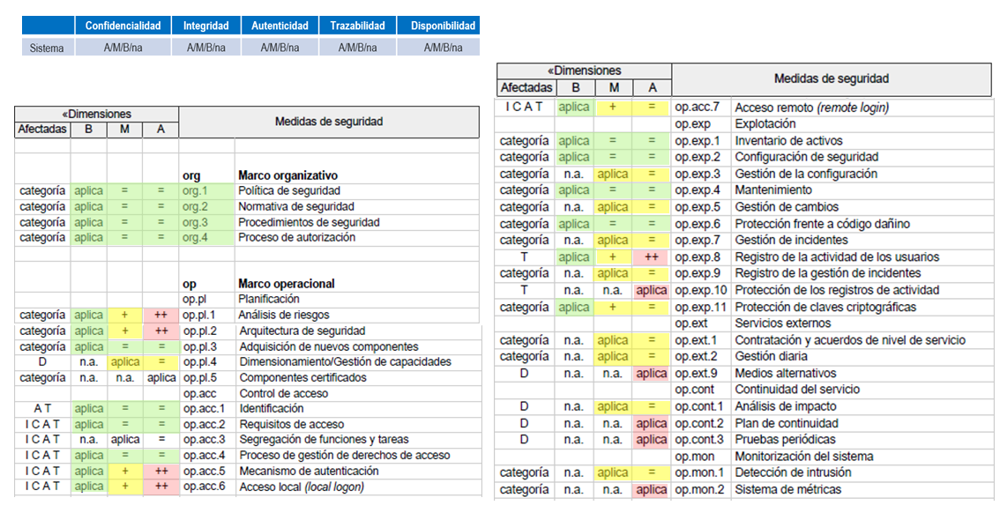 Confidencialidad Integridad Autenticidad Trazabilidad Disponibilidad
Sistema A/M/B/na A/M/B/na A/M/B/na A/M/B/na A/M/B/na
«Dimensiones Medidas de seguridad
Afectadas B M A
org Marco organizativo
categoría aplica = = org.1 Política de seguridad
categoría aplica = = org.2 Normativa de seguridad
categoría aplica = = org.3 Procedimientos de seguridad
categoría aplica = = org.4 Proceso de autorización
op Marco operacional
op.pl Planificación
categoría aplica + ++ op.pl.1 Análisis de riesgos
categoría aplica + ++ op.pl.2 Arquitectura de seguridad
categoría aplica = = op.pl.3 Adquisición de nuevos componentes
D n.a. aplica = op.pl.4 Dimensionamiento/Gestión de capacidades
categoría n.a. n.a. aplica op.pl.5 Componentes certificados
op.acc Control de acceso
A T aplica = = op.acc.1 Identificación
I C A T aplica = = op.acc.2 Requisitos de acceso
I C A T n.a. aplica = op.acc.3 Segregación de funciones y tareas
I C A T aplica = = op.acc.4 Proceso de gestión de derechos de acceso
I C A T aplica + ++ op.acc.5 Mecanismo de autenticación
I C A T aplica + ++ op.acc.6 Acceso local (local logon)
«Dimensiones Medidas de seguridad
Afectadas B M A
I C A T aplica + = op.acc.7 Acceso remoto (remote login)
op.exp Explotación
categoría aplica = = op.exp.1 Inventario de activos
categoría aplica = = op.exp.2 Configuración de seguridad
categoría n.a. aplica = op.exp.3 Gestión de la configuración
categoría aplica = = op.exp.4 Mantenimiento
categoría n.a. aplica = op.exp.5 Gestión de cambios
categoría aplica = = op.exp.6 Protección frente a código dañino
categoría n.a. aplica = op.exp.7 Gestión de incidentes
T aplica + ++ op.exp.8 Registro de la actividad de los usuarios
categoría n.a. aplica = op.exp.9 Registro de la gestión de incidentes
T n.a. n.a. aplica op.exp.10 Protección de los registros de actividad
categoría aplica + = op.exp.11 Protección de claves criptográficas
op.ext Servicios externos
categoría n.a. aplica = op.ext.1 Contratación y acuerdos de nivel de servicio
categoría n.a. aplica = op.ext.2 Gestión diaria
D n.a. n.a. aplica op.ext.9 Medios alternativos
op.cont Continuidad del servicio
D n.a. aplica = op.cont.1 Análisis de impacto
D n.a. n.a. aplica op.cont.2 Plan de continuidad
D n.a. n.a. aplica op.cont.3 Pruebas periódicas
op.mon Monitorización del sistema
categoría n.a. aplica = op.mon.1 Detección de intrusión
categoría n.a. n.a. aplica op.mon.2 Sistema de métricas